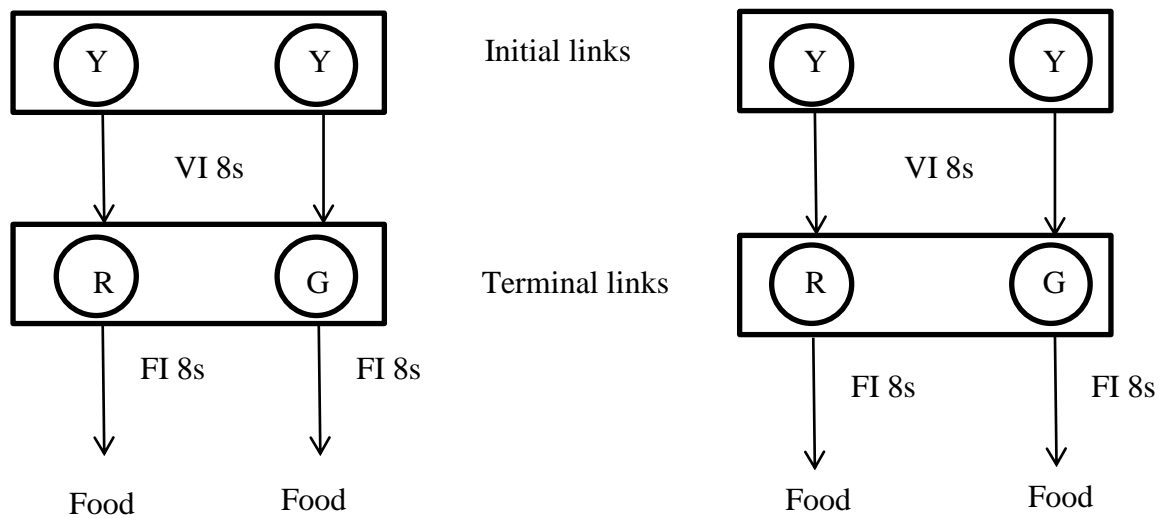 Y Y Initial links Y Y
VI 8s VI 8s
R G Terminal links R G
FI 8s FI 8s FI 8s FI 8s
Food Food Food Food